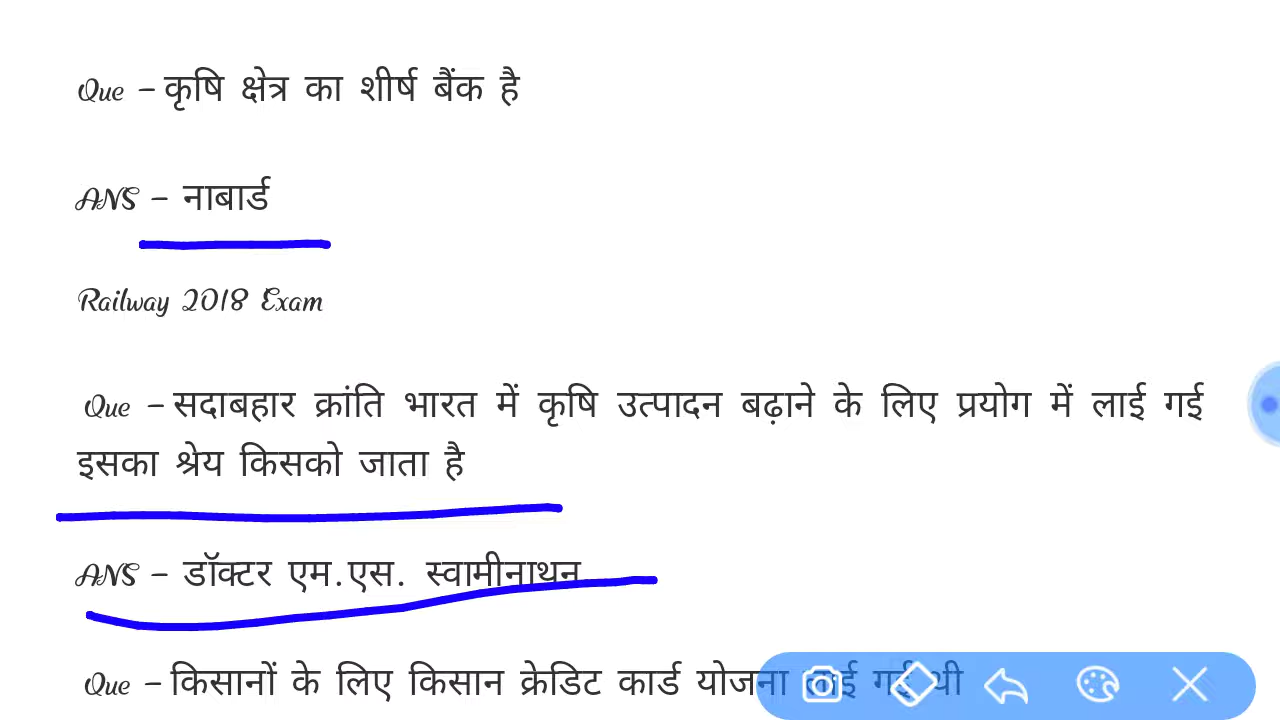 Que – कृषि क्षेत्र का शीर्ष बैंक है
ANS – नाबार्ड
Railway 2018 Exam
Que – सदाबहार क्रांति भारत में कृषि उत्पादन बढ़ाने के लिए प्रयोग में लाई गई
इसका श्रेय किसको जाता है
ANS – डॉक्टर एम.एस. स्वामीनाथन
Que – किसानों के लिए किसान क्रेडिट कार्ड योजना लाई गई थी